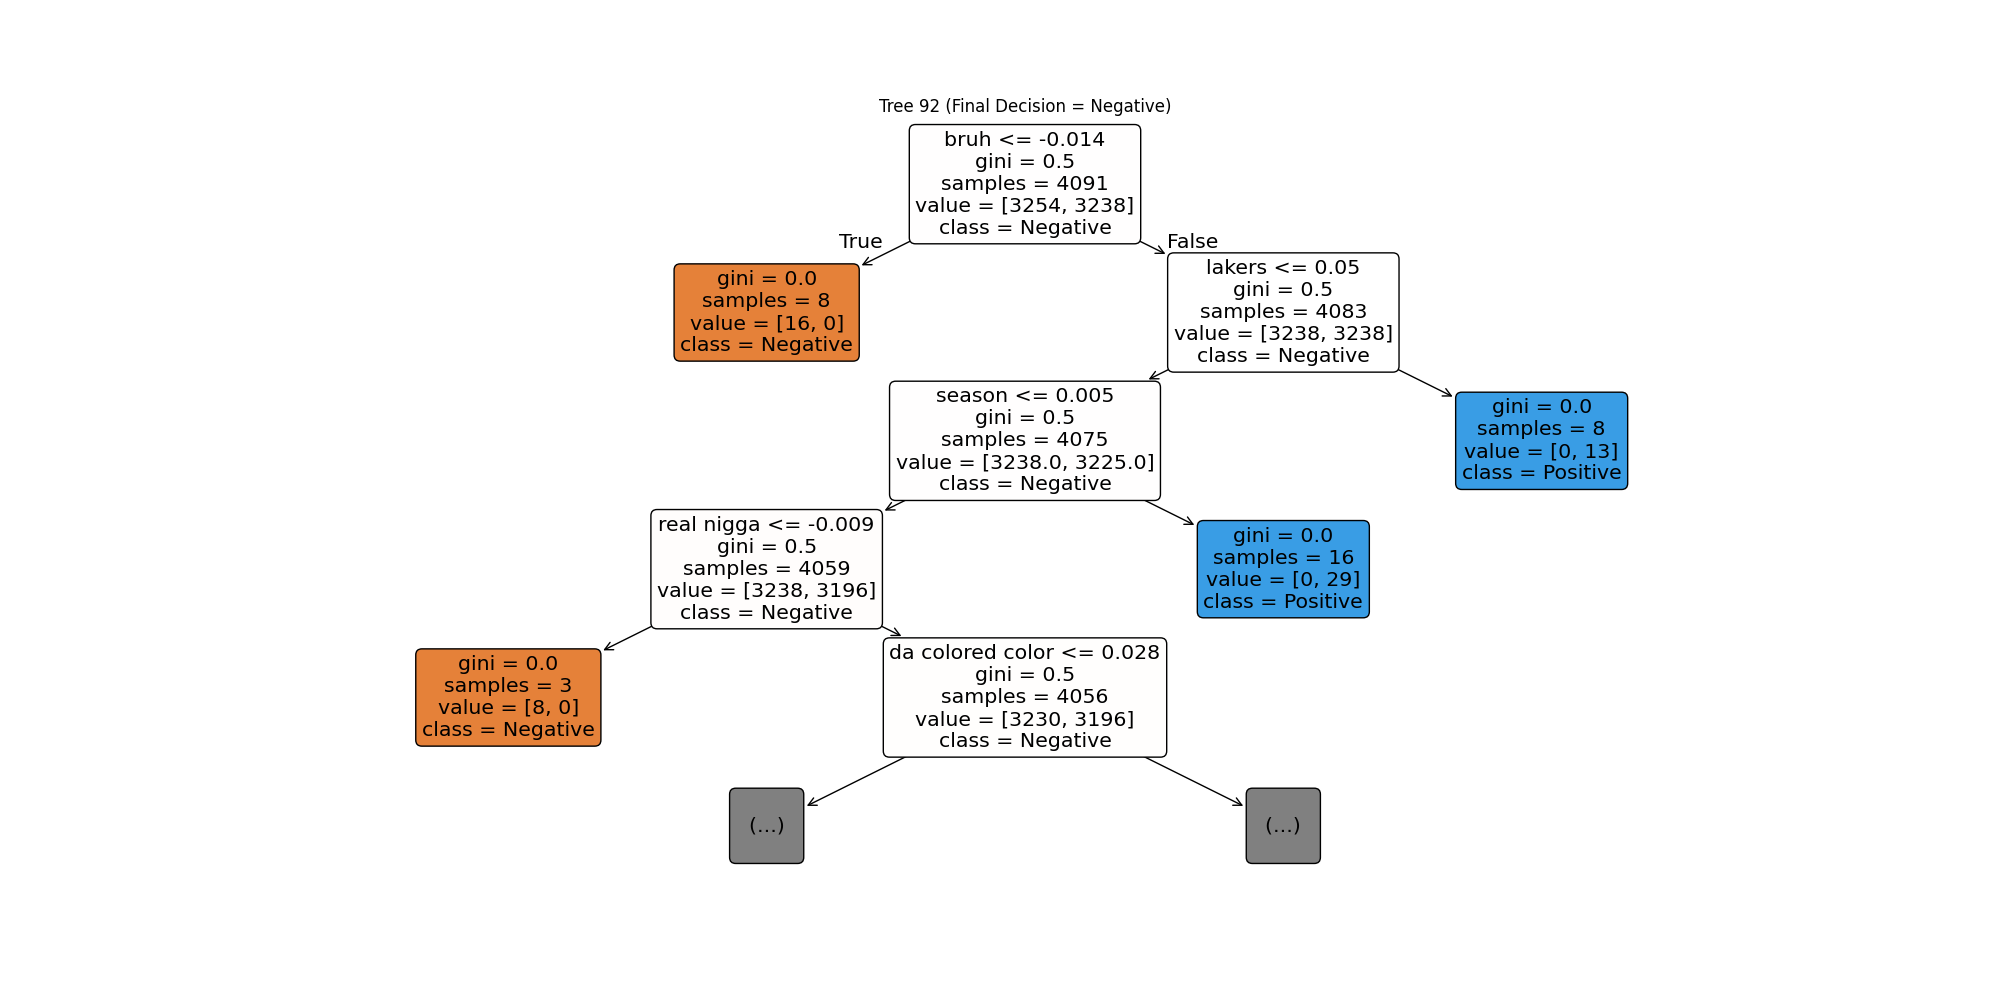 Tree 92 (Final Decision = Negative)
bruh <= -0.014
gini = 0.5
samples = 4091
value = [3254, 3238]
class = Negative
True
False
gini = 0.0
samples = 8
value = [16, 0]
class = Negative
lakers <= 0.05
gini = 0.5
samples = 4083
value = [3238, 3238]
class = Negative
season <= 0.005
gini = 0.5
samples = 4075
value = [3238.0, 3225.0]
class = Negative
gini = 0.0
samples = 8
value = [0, 13]
class = Positive
real nigga <= -0.009
gini = 0.5
samples = 4059
value = [3238, 3196]
class = Negative
gini = 0.0
samples = 16
value = [0, 29]
class = Positive
gini = 0.0
samples = 3
value = [8, 0]
class = Negative
da colored color <= 0.028
gini = 0.5
samples = 4056
value = [3230, 3196]
class = Negative
(...)
(...)